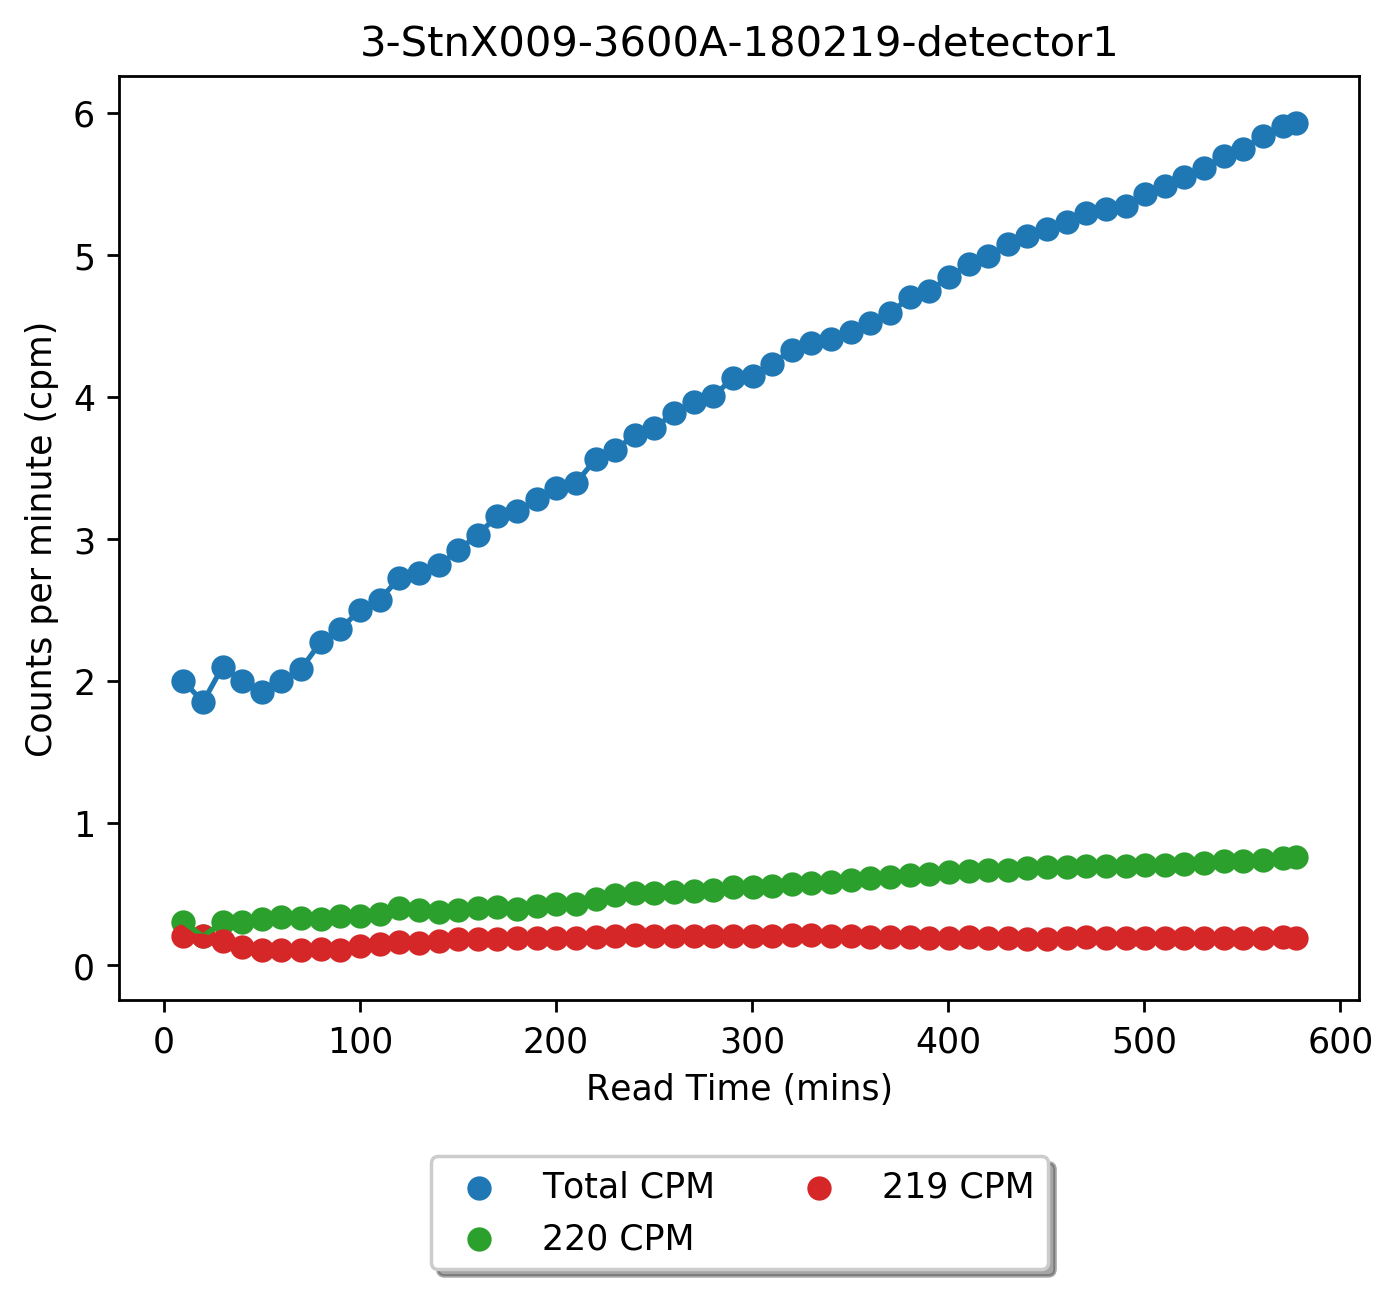 3-StnX009-3600A-180219-detector1
6
5
4
3
2
1
0
Counts per minute (cpm)
0 100 200 300 400 500 600
Read Time (mins)
Total CPM 219 CPM
220 CPM